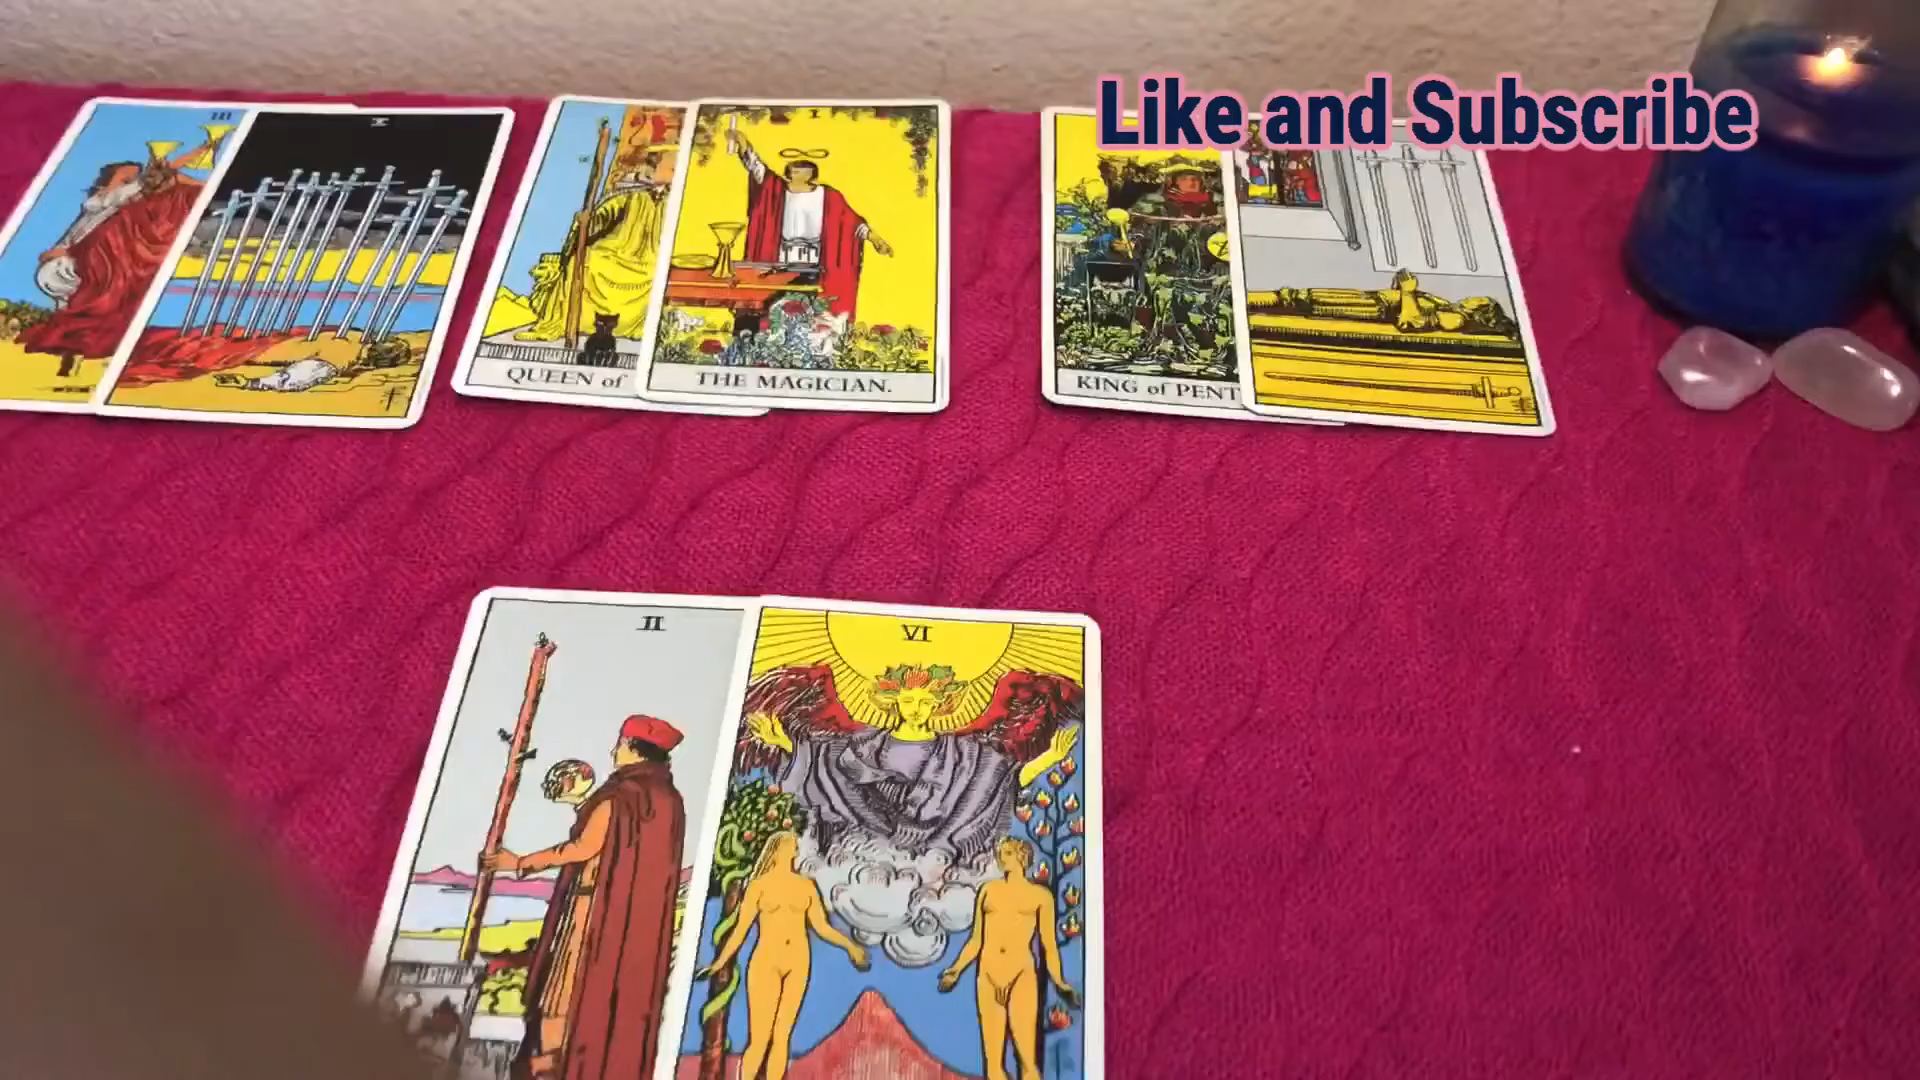 Like and Subscribe
III
X
I
QUEEN of
THE MAGICIAN.
KING of PENT
II
VI